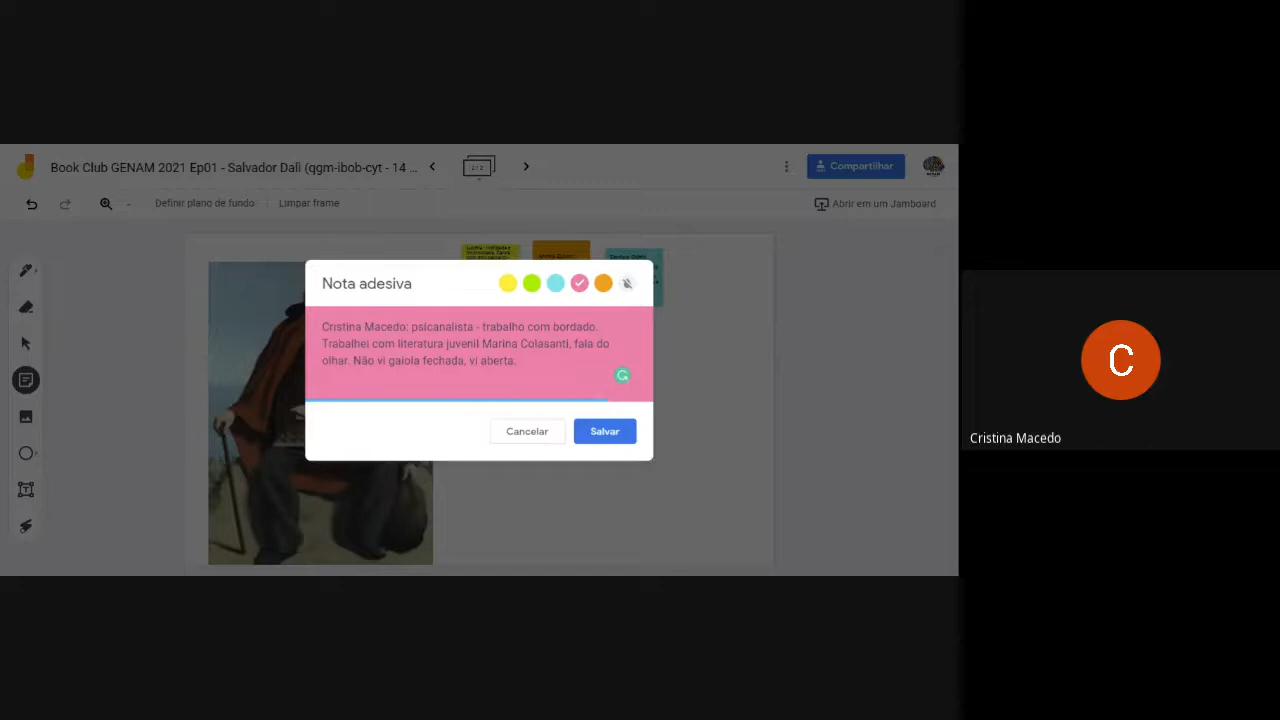 Book Club GENAM 2021 Ep01 - Salvador Dalì (qgm-ibob-cyt - 14 ...
Compartilhar
Definir plano de fundo
Limpar frame
Abrir em um Jamboard
Nota adesiva
Cristina Macedo: psicanalista - trabalho com bordado.
Trabalhei com literatura juvenil Marina Colasanti, fala do
olhar. Não vi gaiola fechada, vi aberta.
Cancelar
Salvar
C
Cristina Macedo